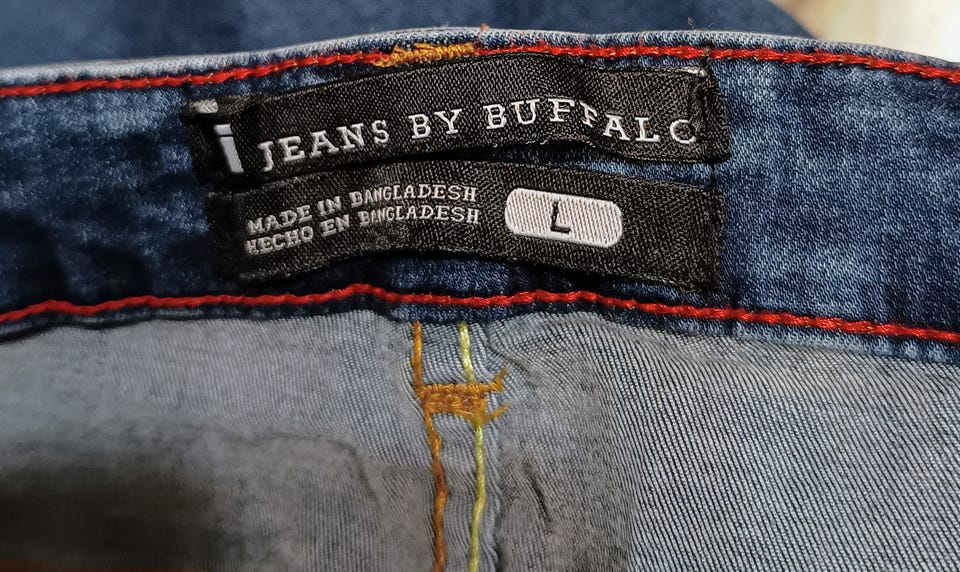 i JEANS BY BUFFALO
MADE IN BANGLADESH
HECHO EN BANGLADESH
L